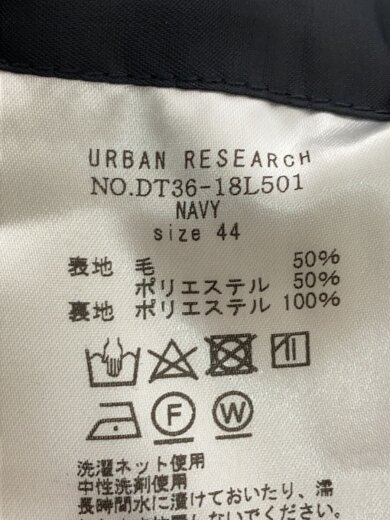 URBAN RESEARCH
NO.DT36-18L501
NAVY
size 44
表地 毛 50%
ポリエステル 50%
裏地 ポリエステル 100%
F W
洗濯ネット使用
中性洗剤使用
長時間水に漬けておいたり、濡